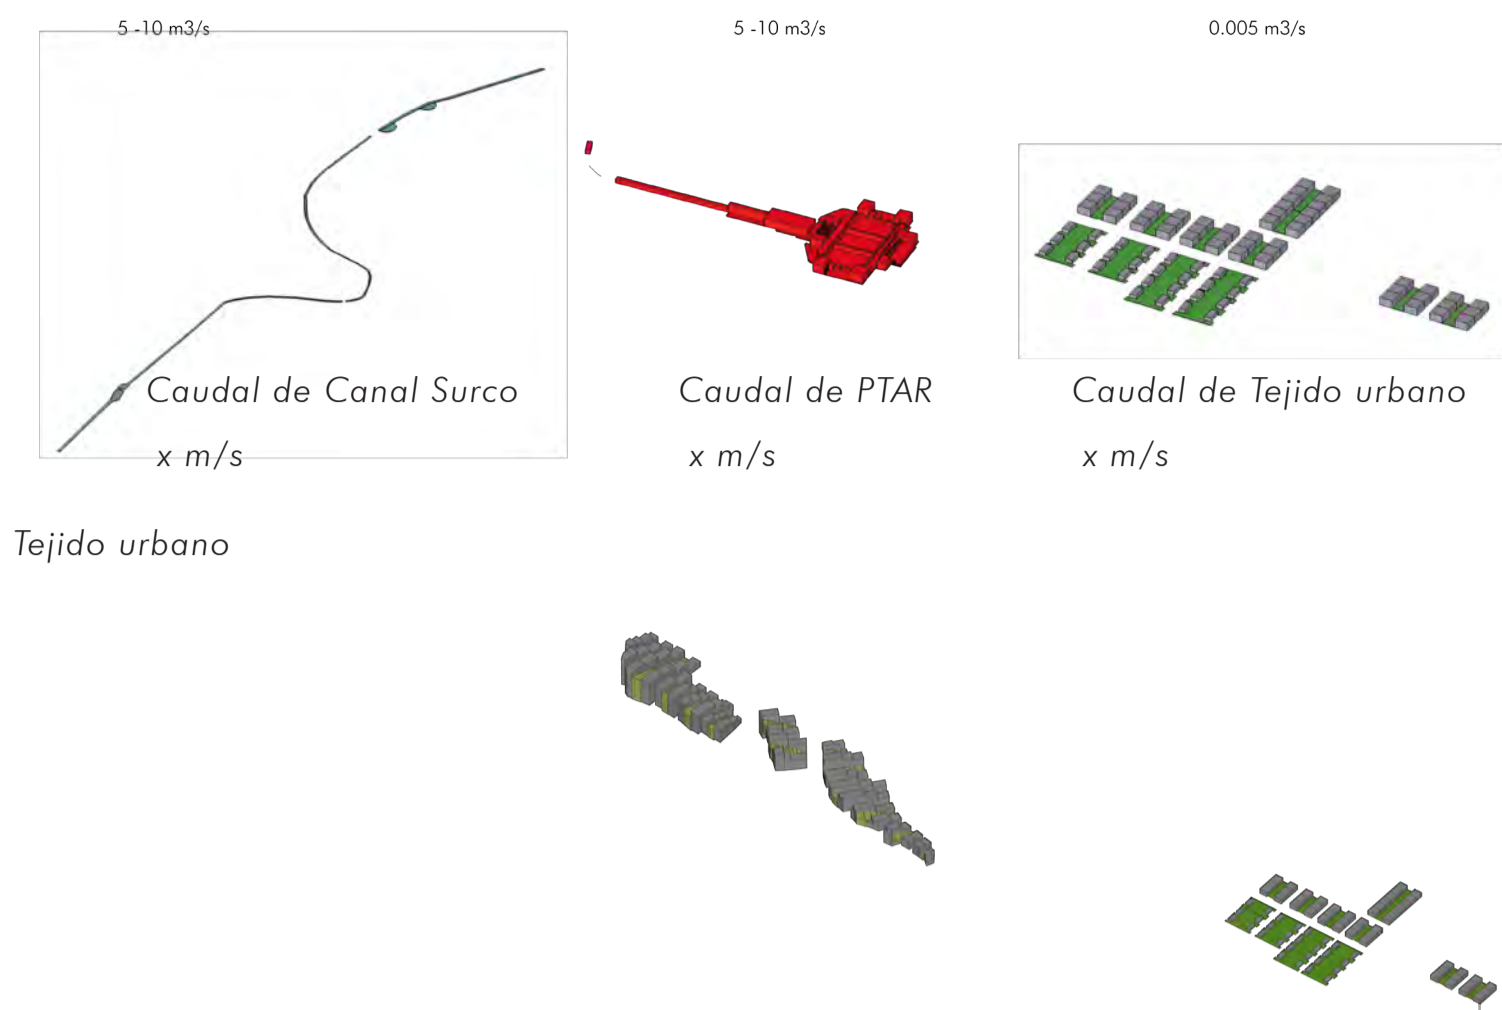 5 -10 m3/s
5 -10 m3/s
0.005 m3/s
Caudal de Canal Surco
Caudal de PTAR
Caudal de Tejido urbano
x m/s
x m/s
x m/s
Tejido urbano